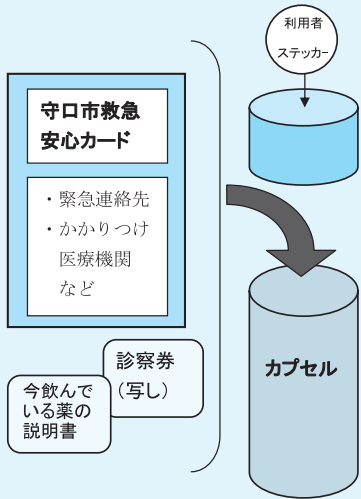 利用者
ステッカー
守口市救急
安心カード
・緊急連絡先
・かかりつけ
医療機関
など
カプセル
診察券
（写し）
今飲んで
いる薬の
説明書